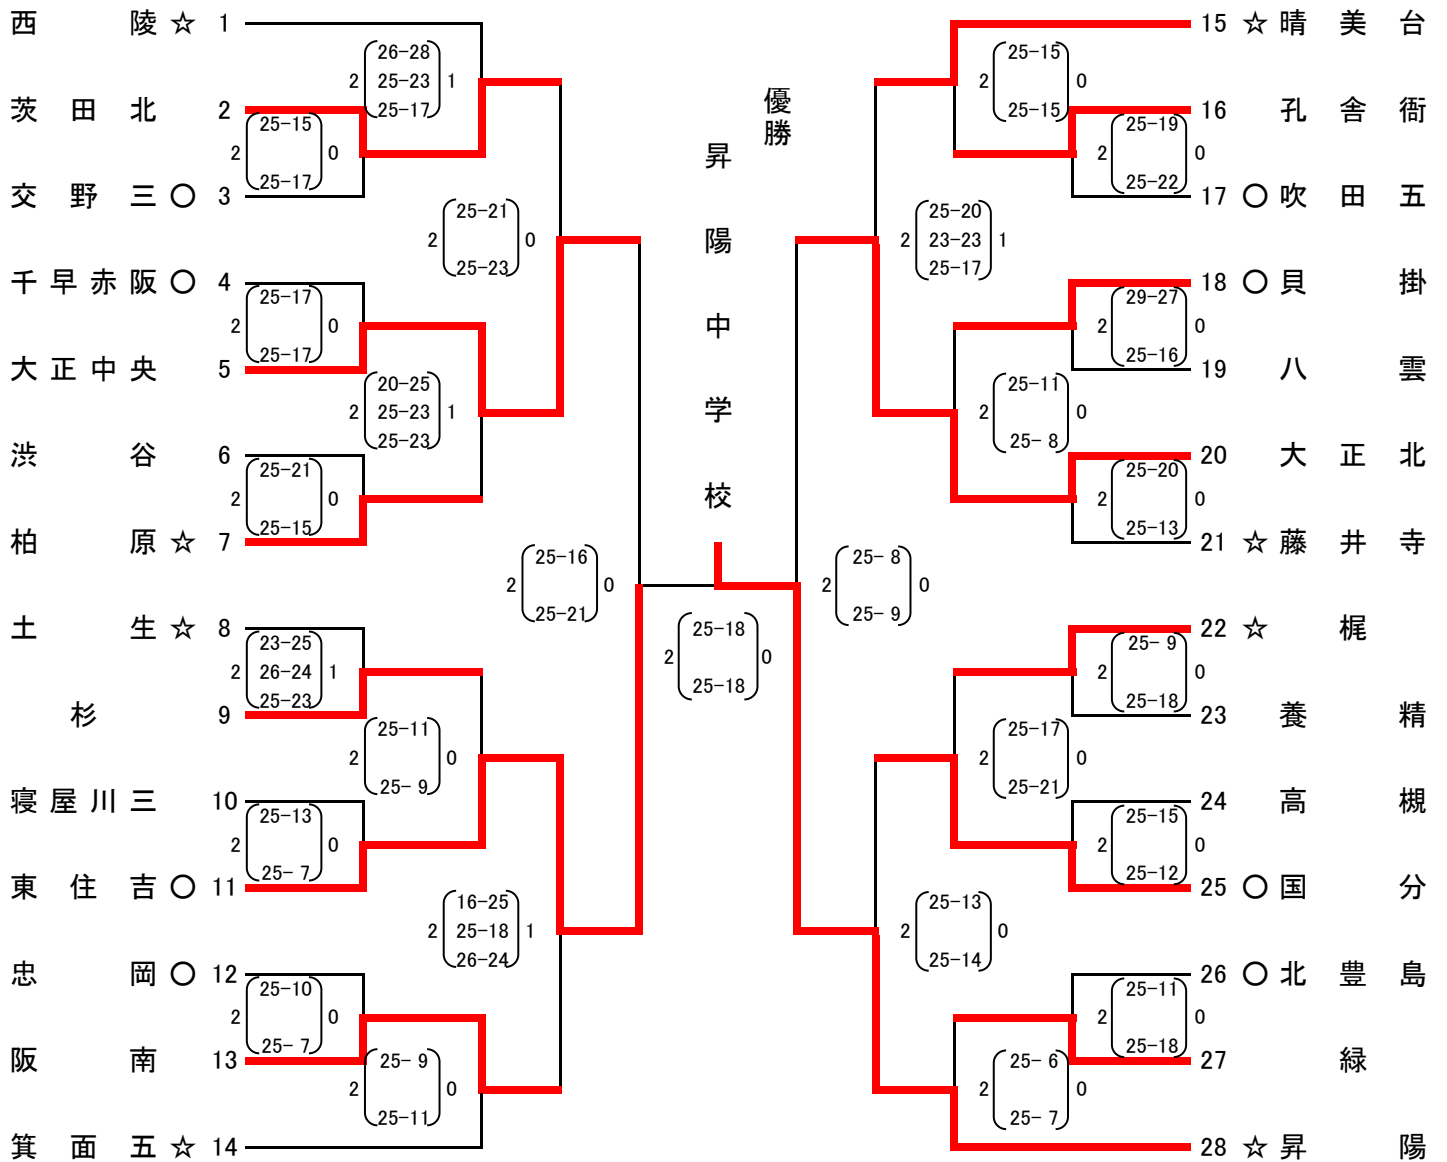 西陵 ☆ 1
26-28
2 25-23 1
25-17
茨田北 2
25-15
2 0
25-17
交野三 〇 3
25-21
2 0
25-23
千早赤阪 〇 4
25-17
2 0
25-17
大正中央 5
20-25
2 25-23 1
25-23
渋谷 6
25-21
2 0
25-15
柏原 ☆ 7
25-16
2 0
25-21
土生 ☆ 8
23-25
2 26-24 1
25-23
杉 9
25-11
2 0
25- 9
寝屋川三 10
25-13
2 0
25- 7
東住吉 〇 11
16-25
2 25-18 1
26-24
忠岡 〇 12
25-10
2 0
25- 7
阪南 13
25- 9
2 0
25-11
箕面五 ☆ 14
優勝
昇陽中学校
25-18
2 0
25-18
15 ☆ 晴美台
25-15
2 0
25-15
16 孔舎衙
25-19
2 0
25-22
17 〇 吹田五
25-20
2 23-23 1
25-17
18 〇 貝掛
29-27
2 0
25-16
19 八雲
25-11
2 0
25- 8
20 大正北
25-20
2 0
25-13
21 ☆ 藤井寺
25- 8
2 0
25- 9
22 ☆ 梶
25- 9
2 0
25-18
23 養精
25-17
2 0
25-21
24 高槻
25-15
2 0
25-12
25 〇 国分
25-13
2 0
25-14
26 〇 北豊島
25-11
2 0
25-18
27 緑
25- 6
2 0
25- 7
28 ☆ 昇陽